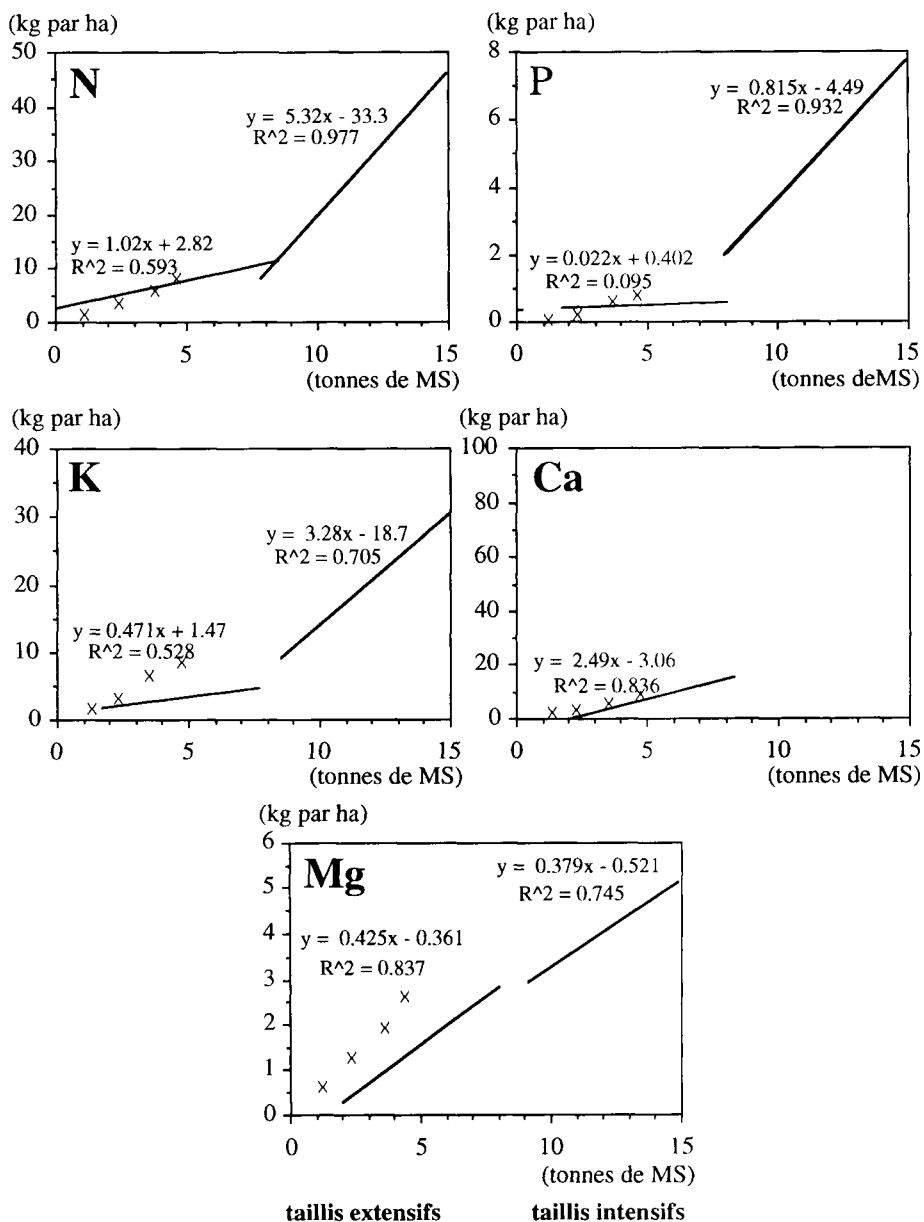 (kg par ha)
50
40
30
20
10
0
N
y = 5.32x - 33.3
R^2 = 0.977
y = 1.02x + 2.82
R^2 = 0.593
0 5 10 15
(tonnes de MS)
(kg par ha)
8
6
4
2
0
P
y = 0.815x - 4.49
R^2 = 0.932
y = 0.022x + 0.402
R^2 = 0.095
0 5 10 15
(tonnes deMS)
(kg par ha)
40
30
20
10
0
K
y = 3.28x - 18.7
R^2 = 0.705
y = 0.471x + 1.47
R^2 = 0.528
0 5 10 15
(tonnes de MS)
(kg par ha)
100
80
60
40
20
0
Ca
y = 2.49x - 3.06
R^2 = 0.836
0 5 10 15
(tonnes de MS)
(kg par ha)
6
5
4
3
2
1
0
Mg
y = 0.379x - 0.521
R^2 = 0.745
y = 0.425x - 0.361
R^2 = 0.837
0 5 10 15
(tonnes de MS)
taillis extensifs taillis intensifs